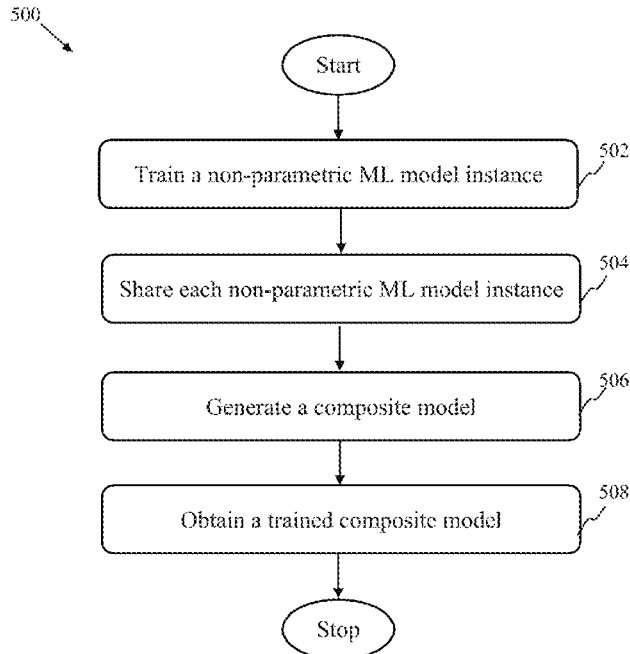 500
Start
Train a non-parametric ML model instance
502
Share each non-parametric ML model instance
504
Generate a composite model
506
Obtain a trained composite model
508
Stop